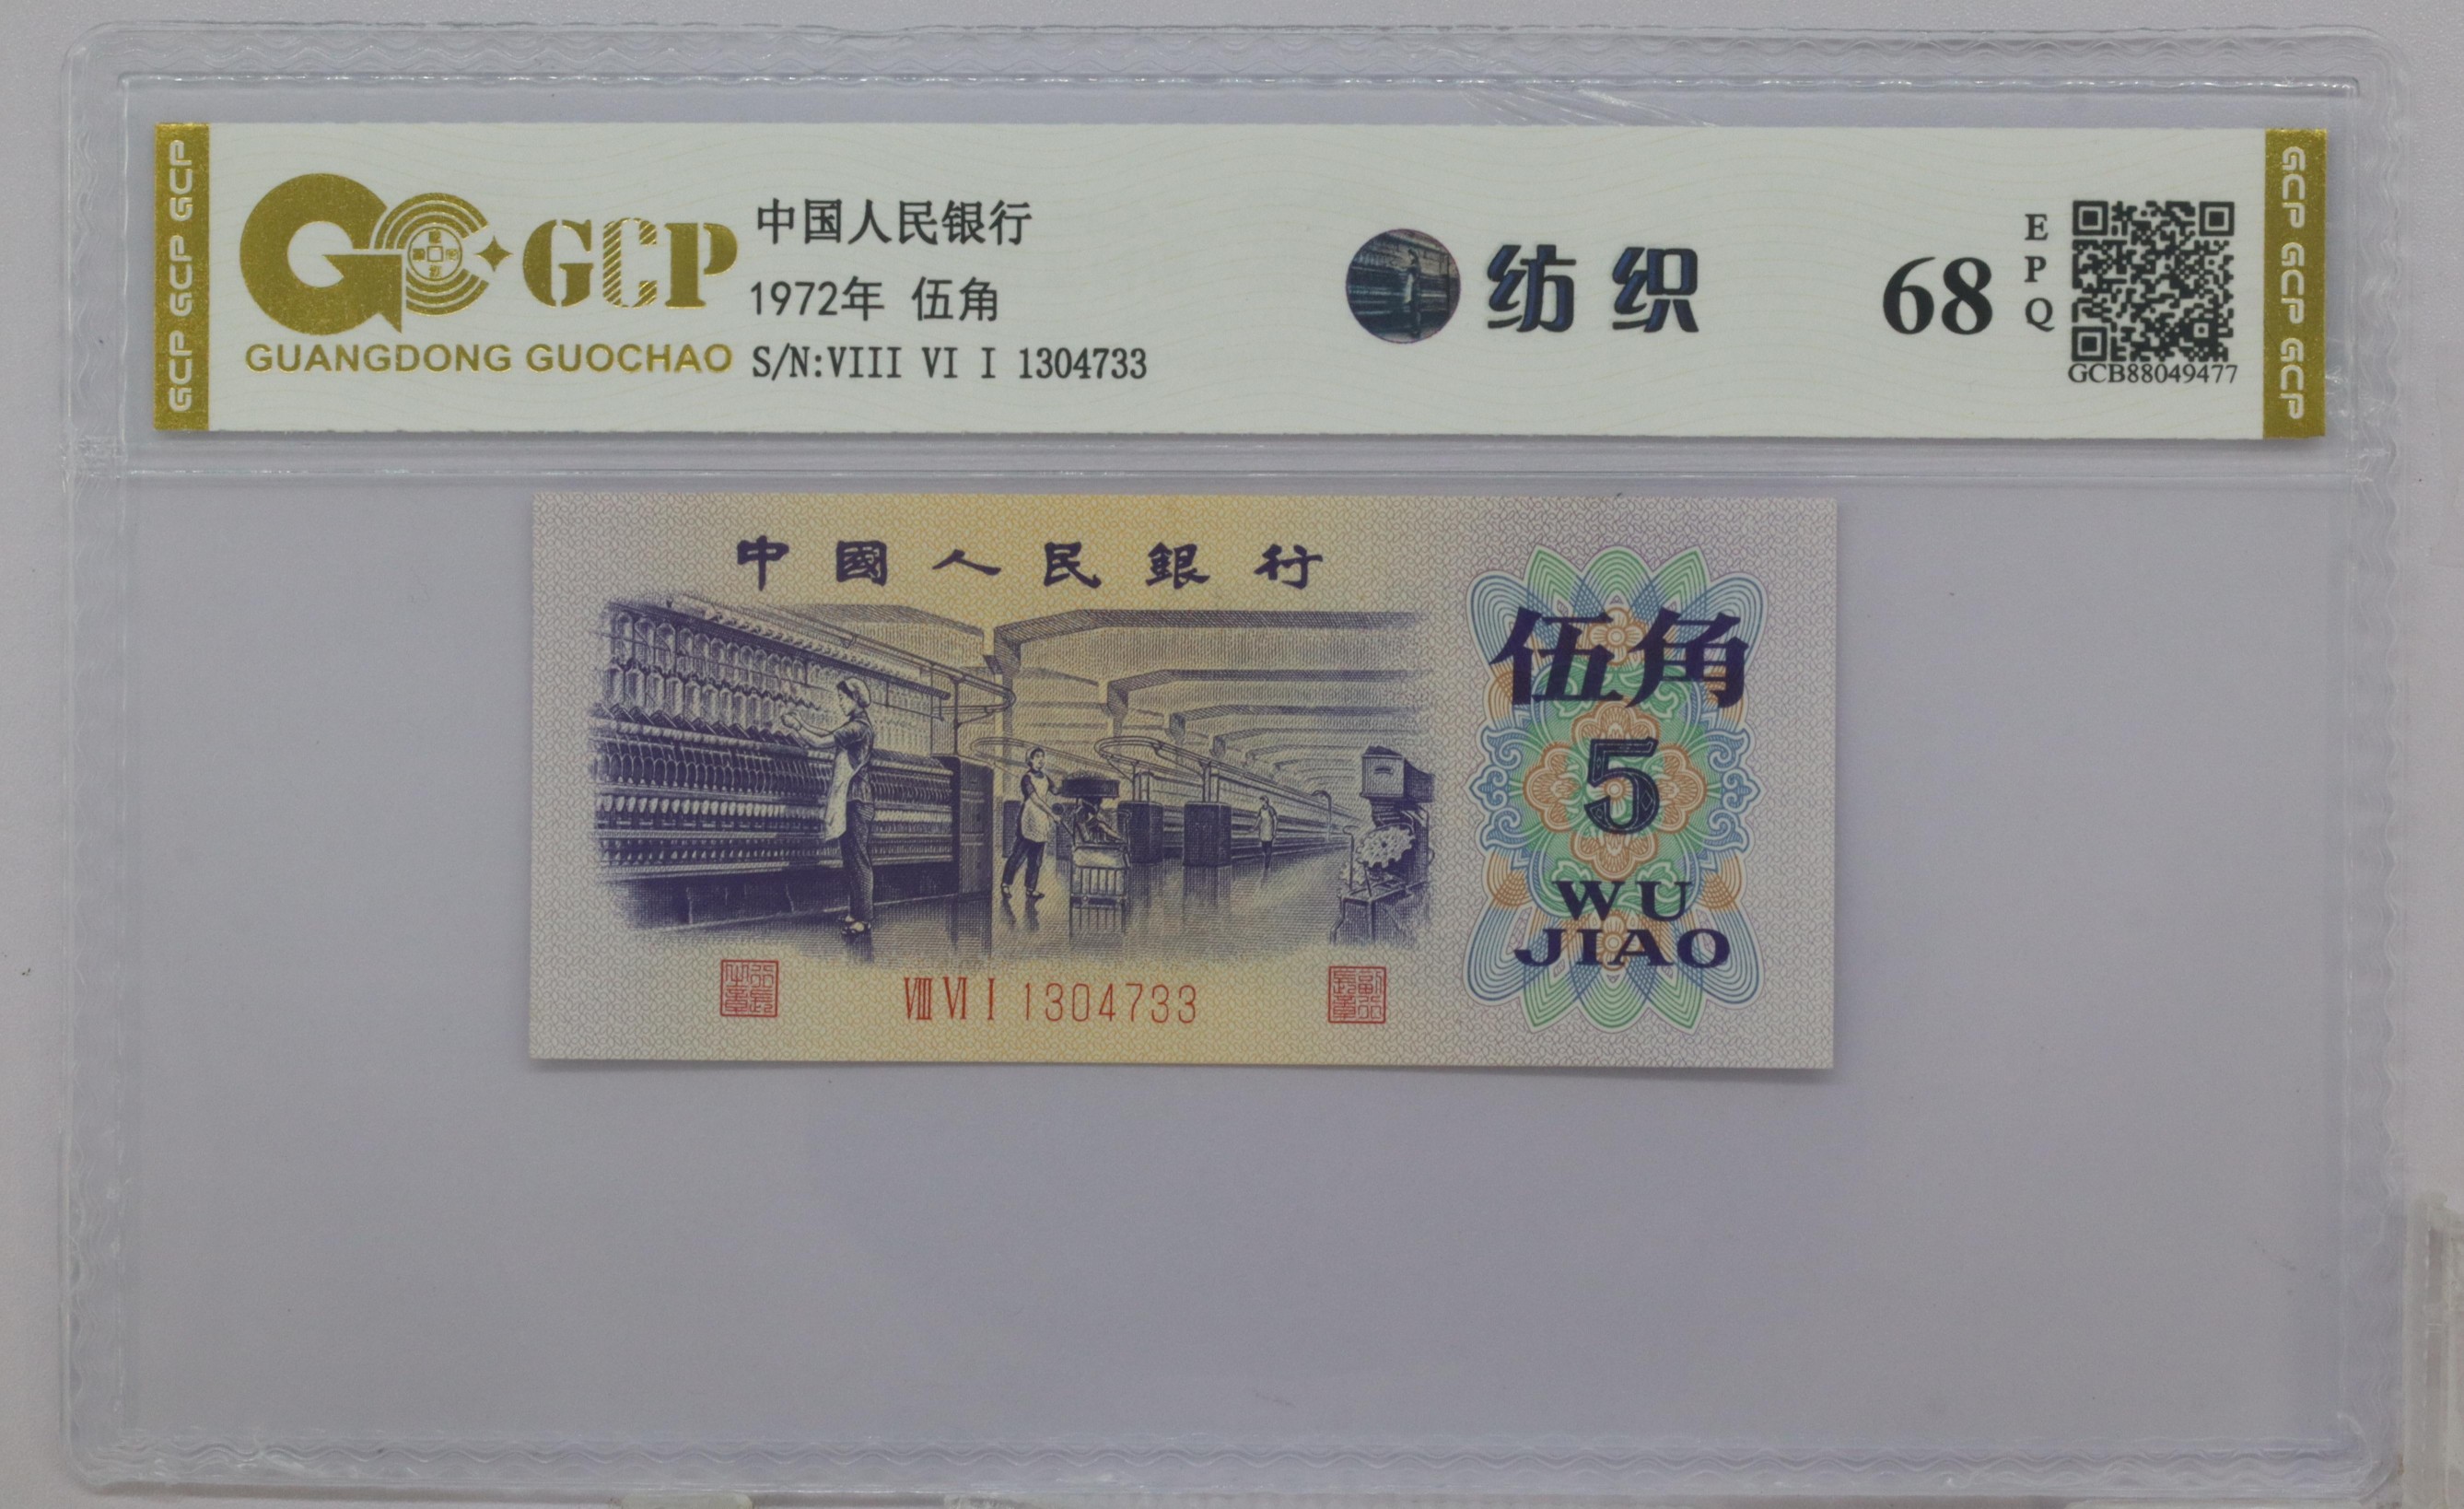 GCP GCP GCP
GCP
GUANGDONG GUOCHAO
中国人民银行
1972年 伍角
S/N:VIII VI I 1304733
纺织
68
EPQ
GCB88049477
GCP GCP GCP
中國人民銀行
伍角
5
WU
JIAO
VIII VI I 1304733